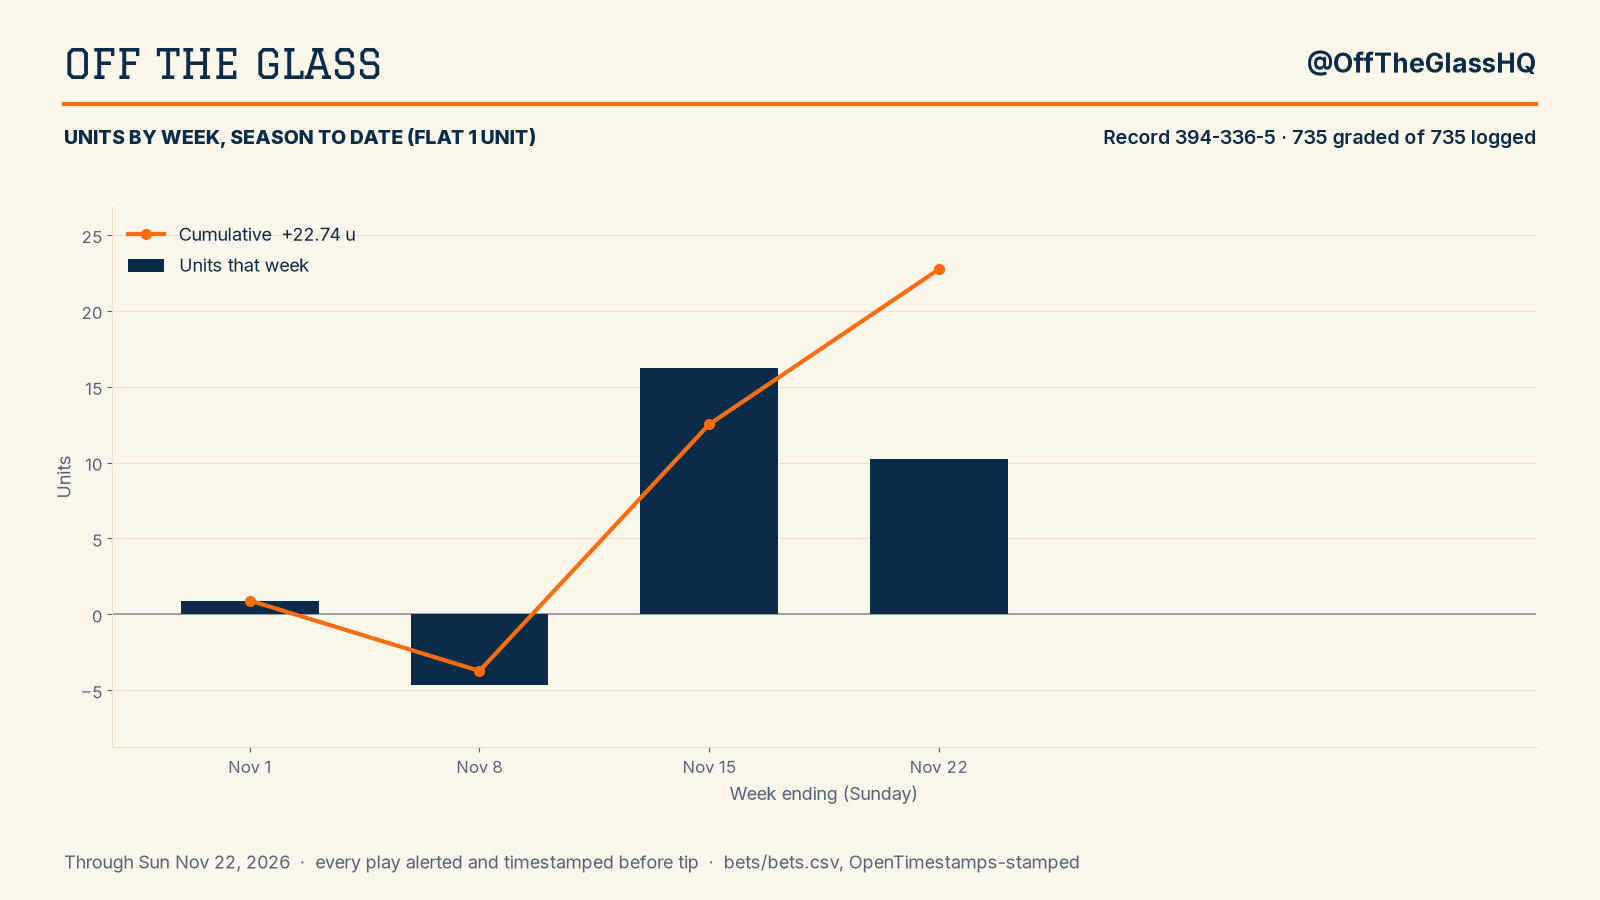 OFF THE GLASS
@OffTheGlassHQ
UNITS BY WEEK, SEASON TO DATE (FLAT 1 UNIT)
Record 394-336-5 · 735 graded of 735 logged
Cumulative +22.74 u
Units that week
25
20
15
10
5
0
−5
Units
Nov 1
Nov 8
Nov 15
Nov 22
Week ending (Sunday)
Through Sun Nov 22, 2026 · every play alerted and timestamped before tip · bets/bets.csv, OpenTimestamps-stamped